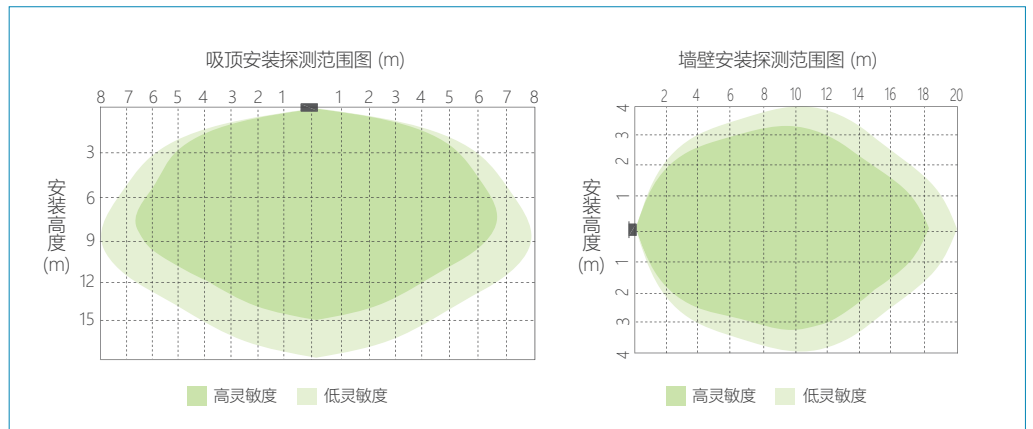 吸顶安装探测范围图 (m)
8 7 6 5 4 3 2 1 1 2 3 4 5 6 7 8
3
6
9
12
15
安装高度
(m)
高灵敏度 低灵敏度
墙壁安装探测范围图 (m)
2 4 6 8 10 12 14 16 18 20
4
3
2
1
1
2
3
4
安装高度
(m)
高灵敏度 低灵敏度